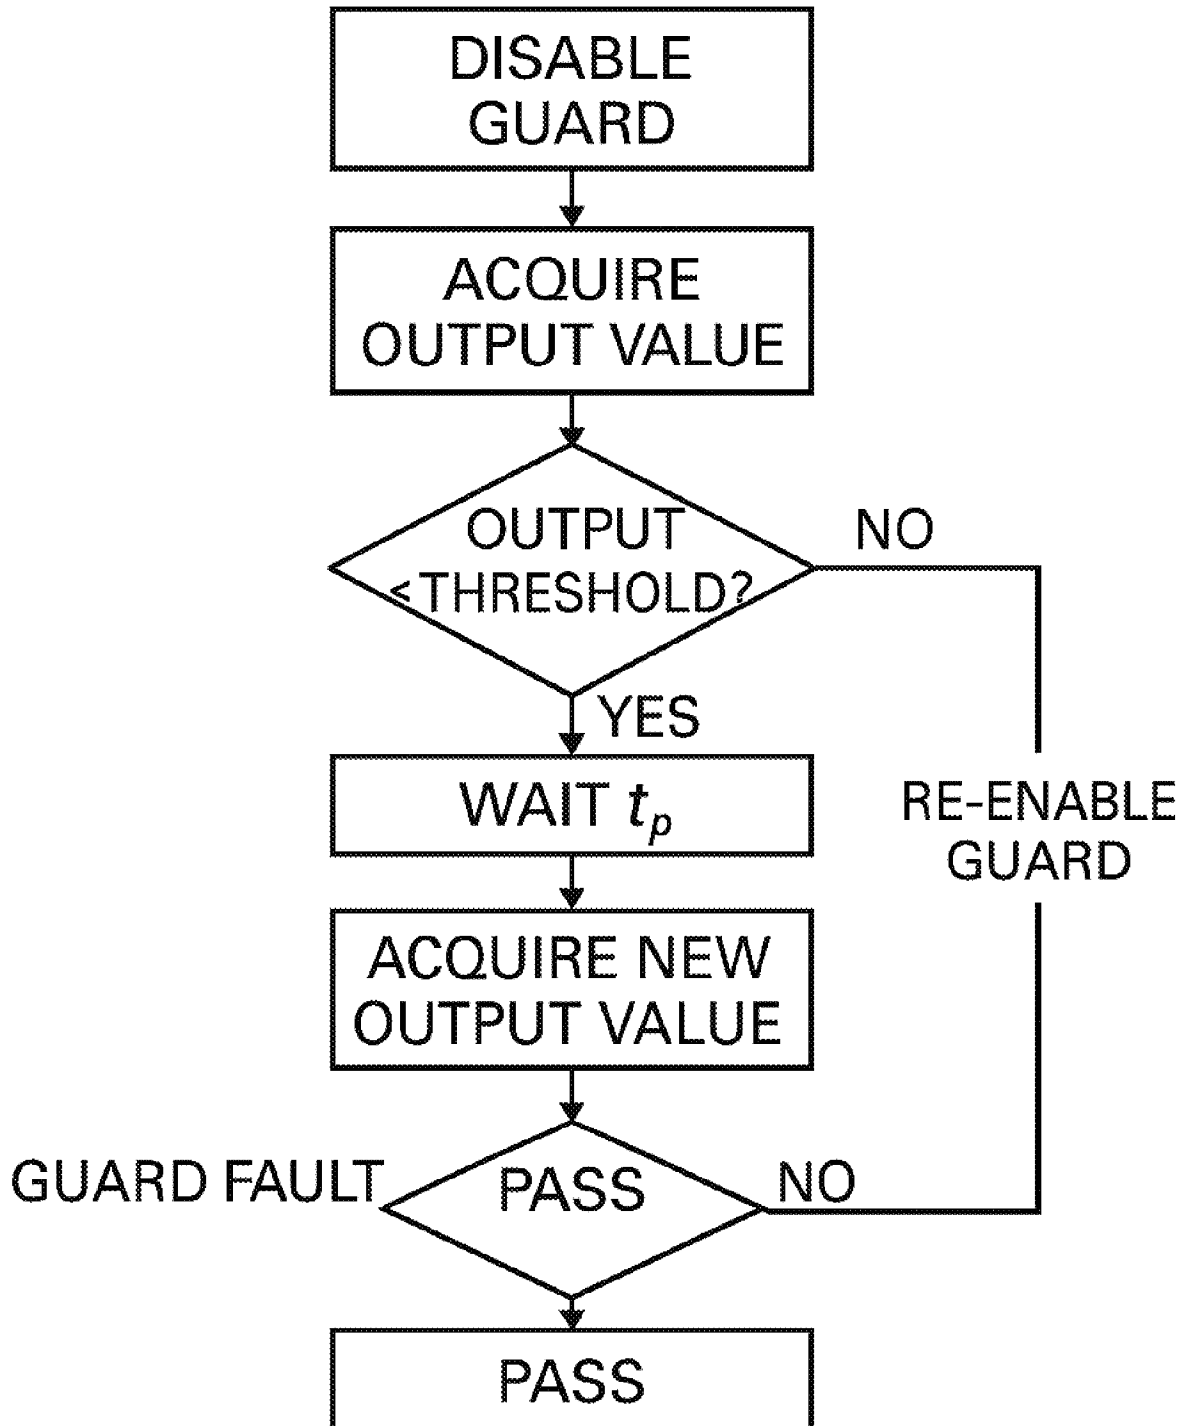 DISABLE
GUARD
ACQUIRE
OUTPUT VALUE
OUTPUT
< THRESHOLD?
NO
YES
WAIT tp
RE-ENABLE
GUARD
ACQUIRE NEW
OUTPUT VALUE
GUARD FAULT
PASS
NO
PASS